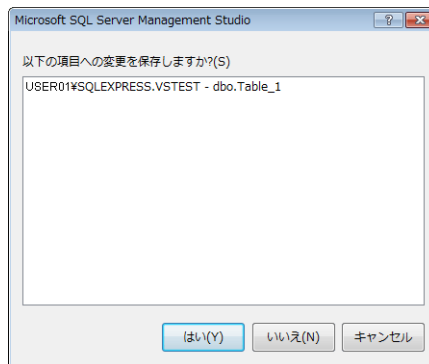 Microsoft SQL Server Management Studio
以下の項目への変更を保存しますか?(S)
USER01¥SQLEXPRESS.VSTEST - dbo.Table_1
はい(Y)
いいえ(N)
キャンセル